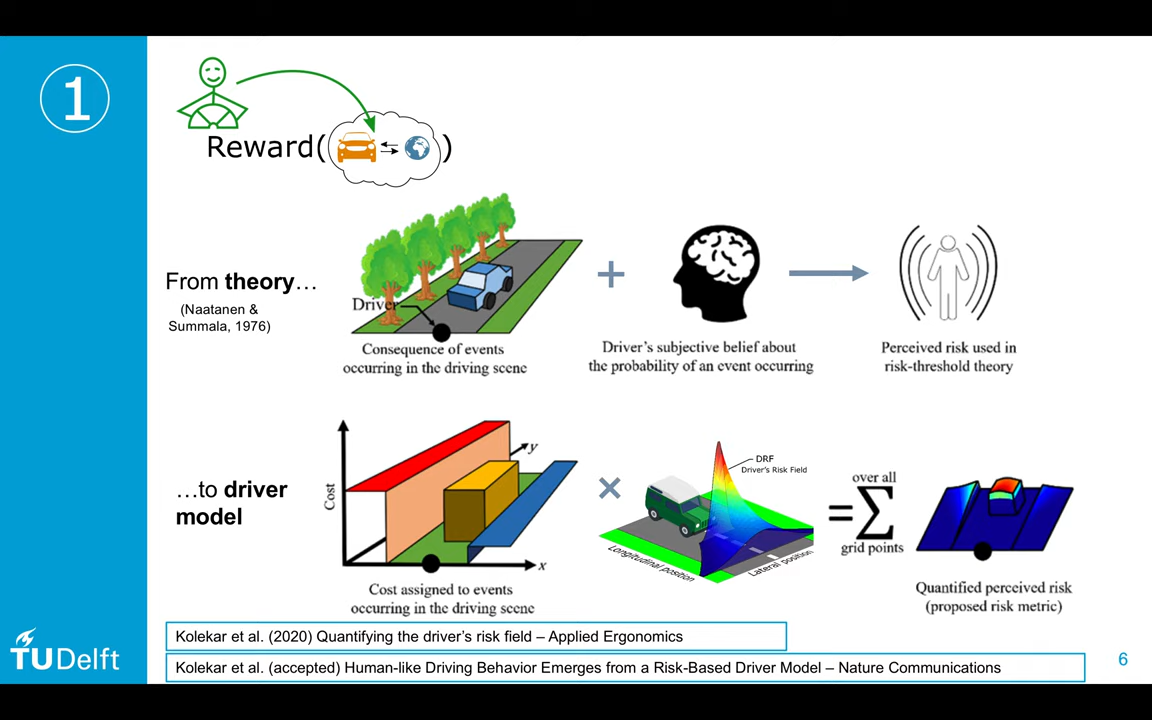 1
Reward( )
From theory…
(Naatanen &
Summala, 1976)
Driver
Consequence of events
occurring in the driving scene
+
Driver's subjective belief about
the probability of an event occurring
Perceived risk used in
risk-threshold theory
…to driver
model
Cost
y
x
Cost assigned to events
occurring in the driving scene
×
DRF
Driver's Risk Field
Longitudinal position
Lateral position
over all
=Σ
grid points
Quantified perceived risk
(proposed risk metric)
Kolekar et al. (2020) Quantifying the driver's risk field – Applied Ergonomics
Kolekar et al. (accepted) Human-like Driving Behavior Emerges from a Risk-Based Driver Model – Nature Communications
TUDelft
6